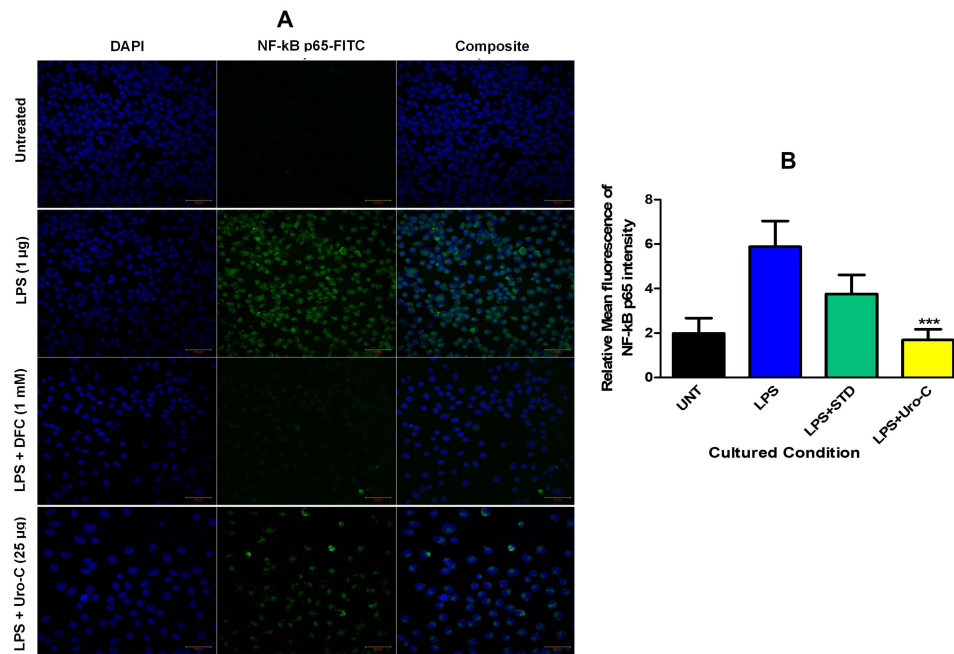 A
DAPI
NF-kB p65-FITC
Composite
Untreated
LPS (1 µg)
LPS + DFC (1 mM)
LPS + Uro-C (25 µg)
B
Relative Mean fluorescence of
NF-kB p65 intensity
8
6
4
2
0
***
UNT
LPS
LPS+STD
LPS+Uro-C
Cultured Condition